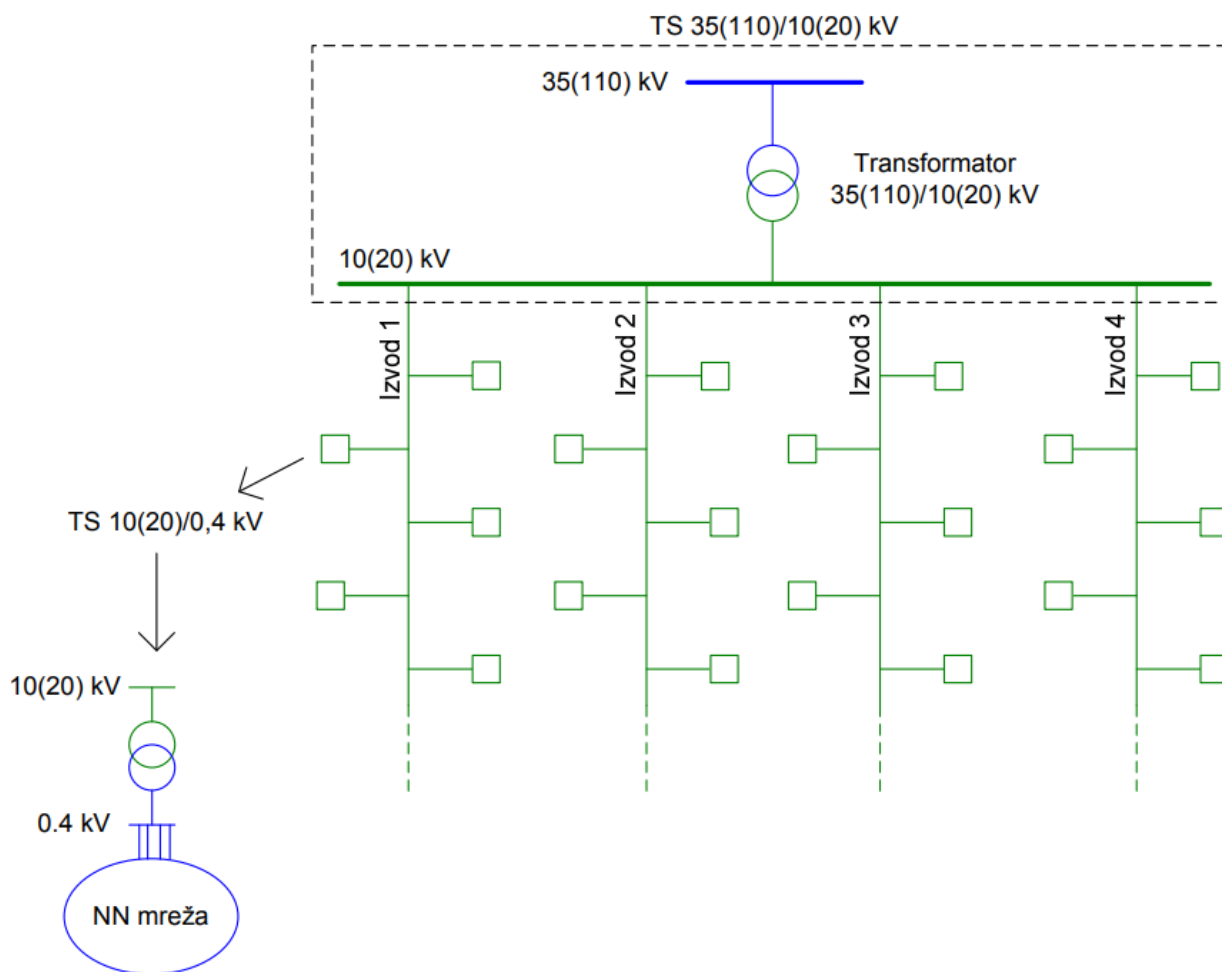 TS 35(110)/10(20) kV
35(110) kV
Transformator
35(110)/10(20) kV
10(20) kV
Izvod 1
Izvod 2
Izvod 3
Izvod 4
TS 10(20)/0,4 kV
10(20) kV
0.4 kV
NN mreža